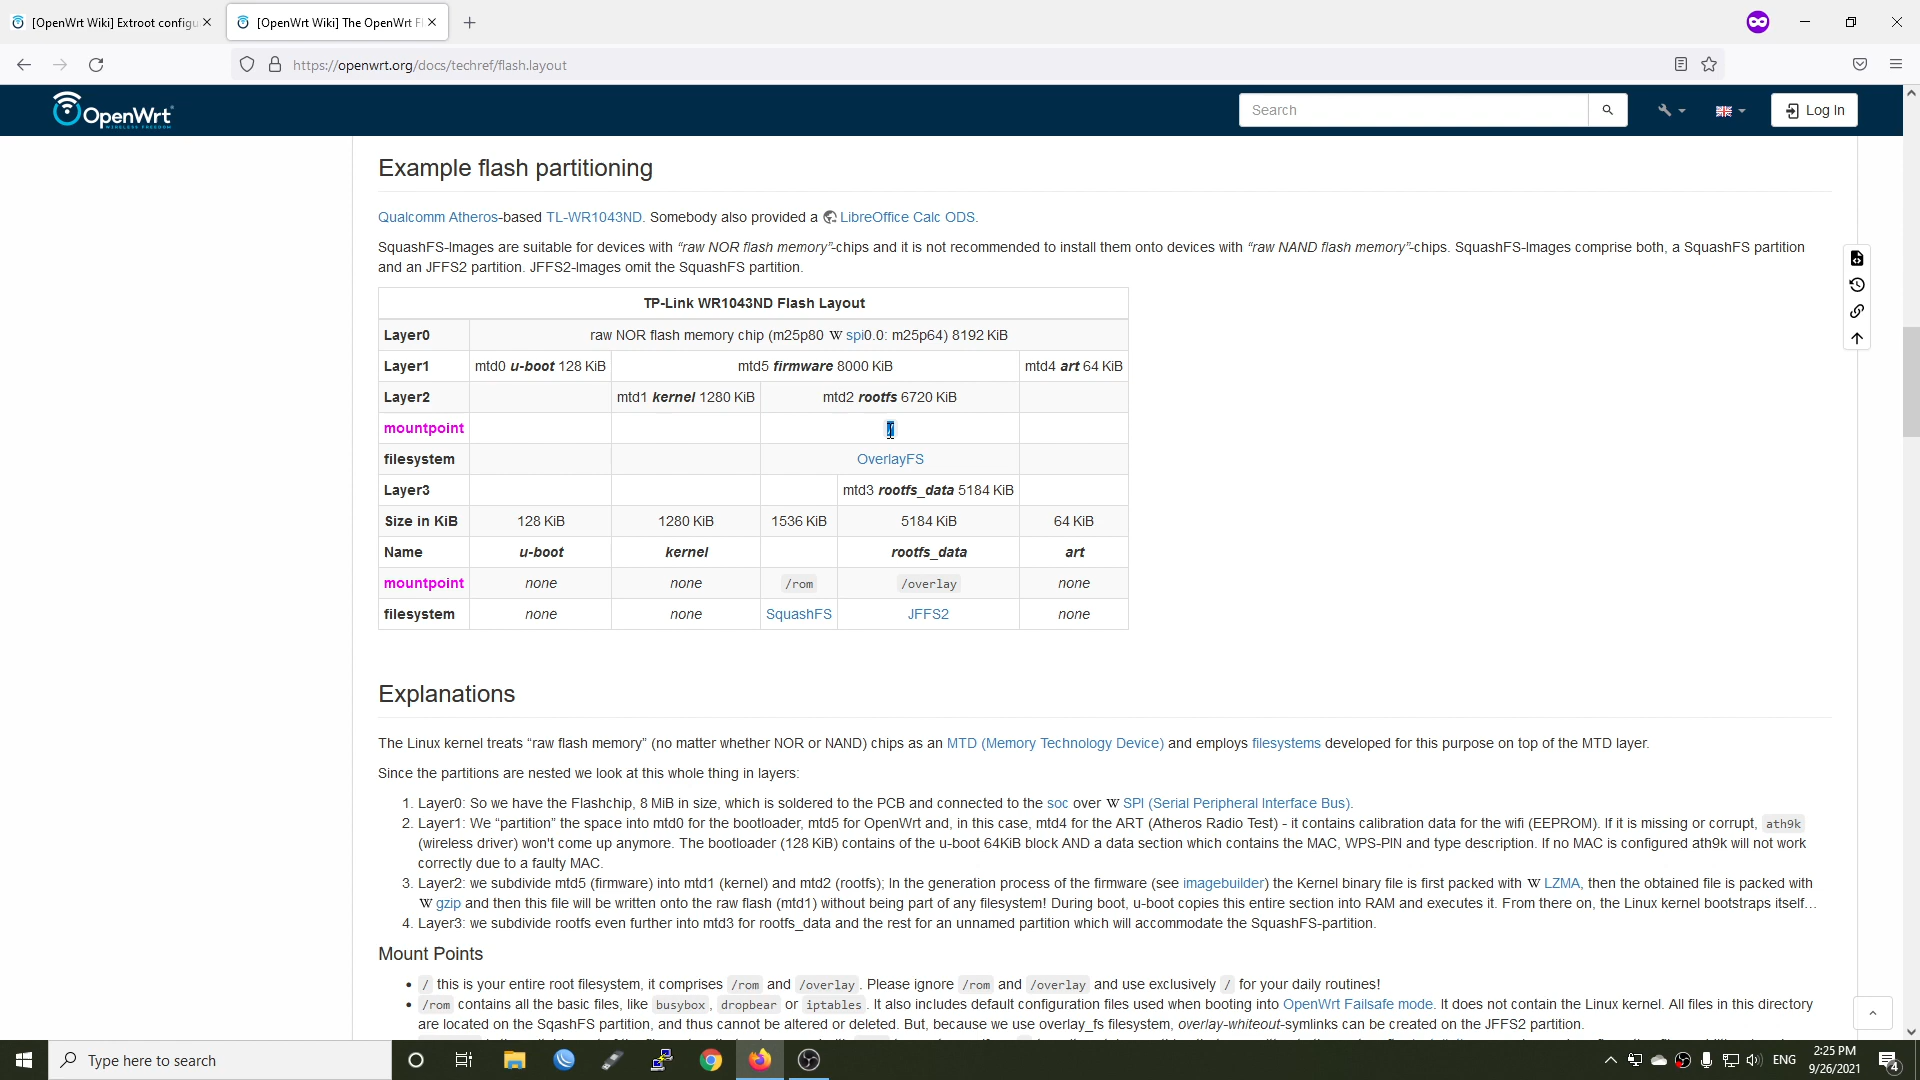 [OpenWrt Wiki] Extroot configu
[OpenWrt Wiki] The OpenWrt Fl
https://openwrt.org/docs/techref/flash.layout
OpenWrt
WIRELESS FREEDOM
Search
Log In
Example flash partitioning
Qualcomm Atheros-based TL-WR1043ND. Somebody also provided a LibreOffice Calc ODS.
SquashFS-Images are suitable for devices with “raw NOR flash memory”-chips and it is not recommended to install them onto devices with “raw NAND flash memory”-chips. SquashFS-Images comprise both, a SquashFS partition
and an JFFS2 partition. JFFS2-Images omit the SquashFS partition.
TP-Link WR1043ND Flash Layout
Layer0 raw NOR flash memory chip (m25p80 W spi0.0: m25p64) 8192 KiB
Layer1 mtd0 u-boot 128 KiB mtd5 firmware 8000 KiB mtd4 art 64 KiB
Layer2 mtd1 kernel 1280 KiB mtd2 rootfs 6720 KiB
mountpoint /
filesystem OverlayFS
Layer3 mtd3 rootfs_data 5184 KiB
Size in KiB 128 KiB 1280 KiB 1536 KiB 5184 KiB 64 KiB
Name u-boot kernel rootfs_data art
mountpoint none none /rom /overlay none
filesystem none none SquashFS JFFS2 none
Explanations
The Linux kernel treats “raw flash memory” (no matter whether NOR or NAND) chips as an MTD (Memory Technology Device) and employs filesystems developed for this purpose on top of the MTD layer.
Since the partitions are nested we look at this whole thing in layers:
1. Layer0: So we have the Flashchip, 8 MiB in size, which is soldered to the PCB and connected to the soc over W SPI (Serial Peripheral Interface Bus).
2. Layer1: We “partition” the space into mtd0 for the bootloader, mtd5 for OpenWrt and, in this case, mtd4 for the ART (Atheros Radio Test) - it contains calibration data for the wifi (EEPROM). If it is missing or corrupt, ath9k
(wireless driver) won't come up anymore. The bootloader (128 KiB) contains of the u-boot 64KiB block AND a data section which contains the MAC, WPS-PIN and type description. If no MAC is configured ath9k will not work
correctly due to a faulty MAC.
3. Layer2: we subdivide mtd5 (firmware) into mtd1 (kernel) and mtd2 (rootfs); In the generation process of the firmware (see imagebuilder) the Kernel binary file is first packed with W LZMA, then the obtained file is packed with
W gzip and then this file will be written onto the raw flash (mtd1) without being part of any filesystem! During boot, u-boot copies this entire section into RAM and executes it. From there on, the Linux kernel bootstraps itself…
4. Layer3: we subdivide rootfs even further into mtd3 for rootfs_data and the rest for an unnamed partition which will accommodate the SquashFS-partition.
Mount Points
• / this is your entire root filesystem, it comprises /rom and /overlay. Please ignore /rom and /overlay and use exclusively / for your daily routines!
• /rom contains all the basic files, like busybox, dropbear or iptables. It also includes default configuration files used when booting into OpenWrt Failsafe mode. It does not contain the Linux kernel. All files in this directory
are located on the SqashFS partition, and thus cannot be altered or deleted. But, because we use overlay_fs filesystem, overlay-whiteout-symlinks can be created on the JFFS2 partition.
Type here to search
ENG
2:25 PM
9/26/2021
4